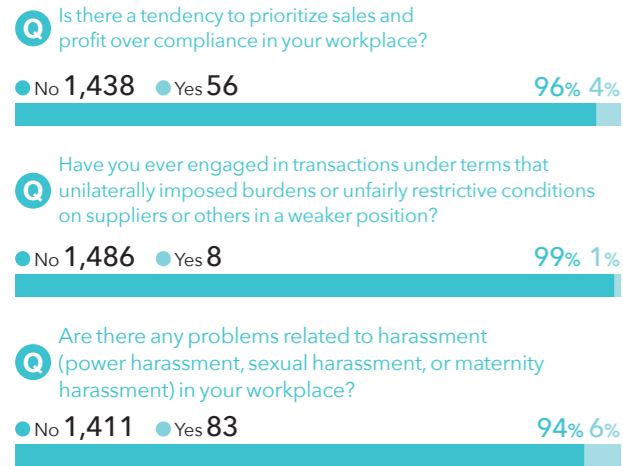 Q Is there a tendency to prioritize sales and
profit over compliance in your workplace?
No 1,438 Yes 56 96% 4%
Have you ever engaged in transactions under terms that
Q unilaterally imposed burdens or unfairly restrictive conditions
on suppliers or others in a weaker position?
No 1,486 Yes 8 99% 1%
Are there any problems related to harassment
Q (power harassment, sexual harassment, or maternity
harassment) in your workplace?
No 1,411 Yes 83 94% 6%